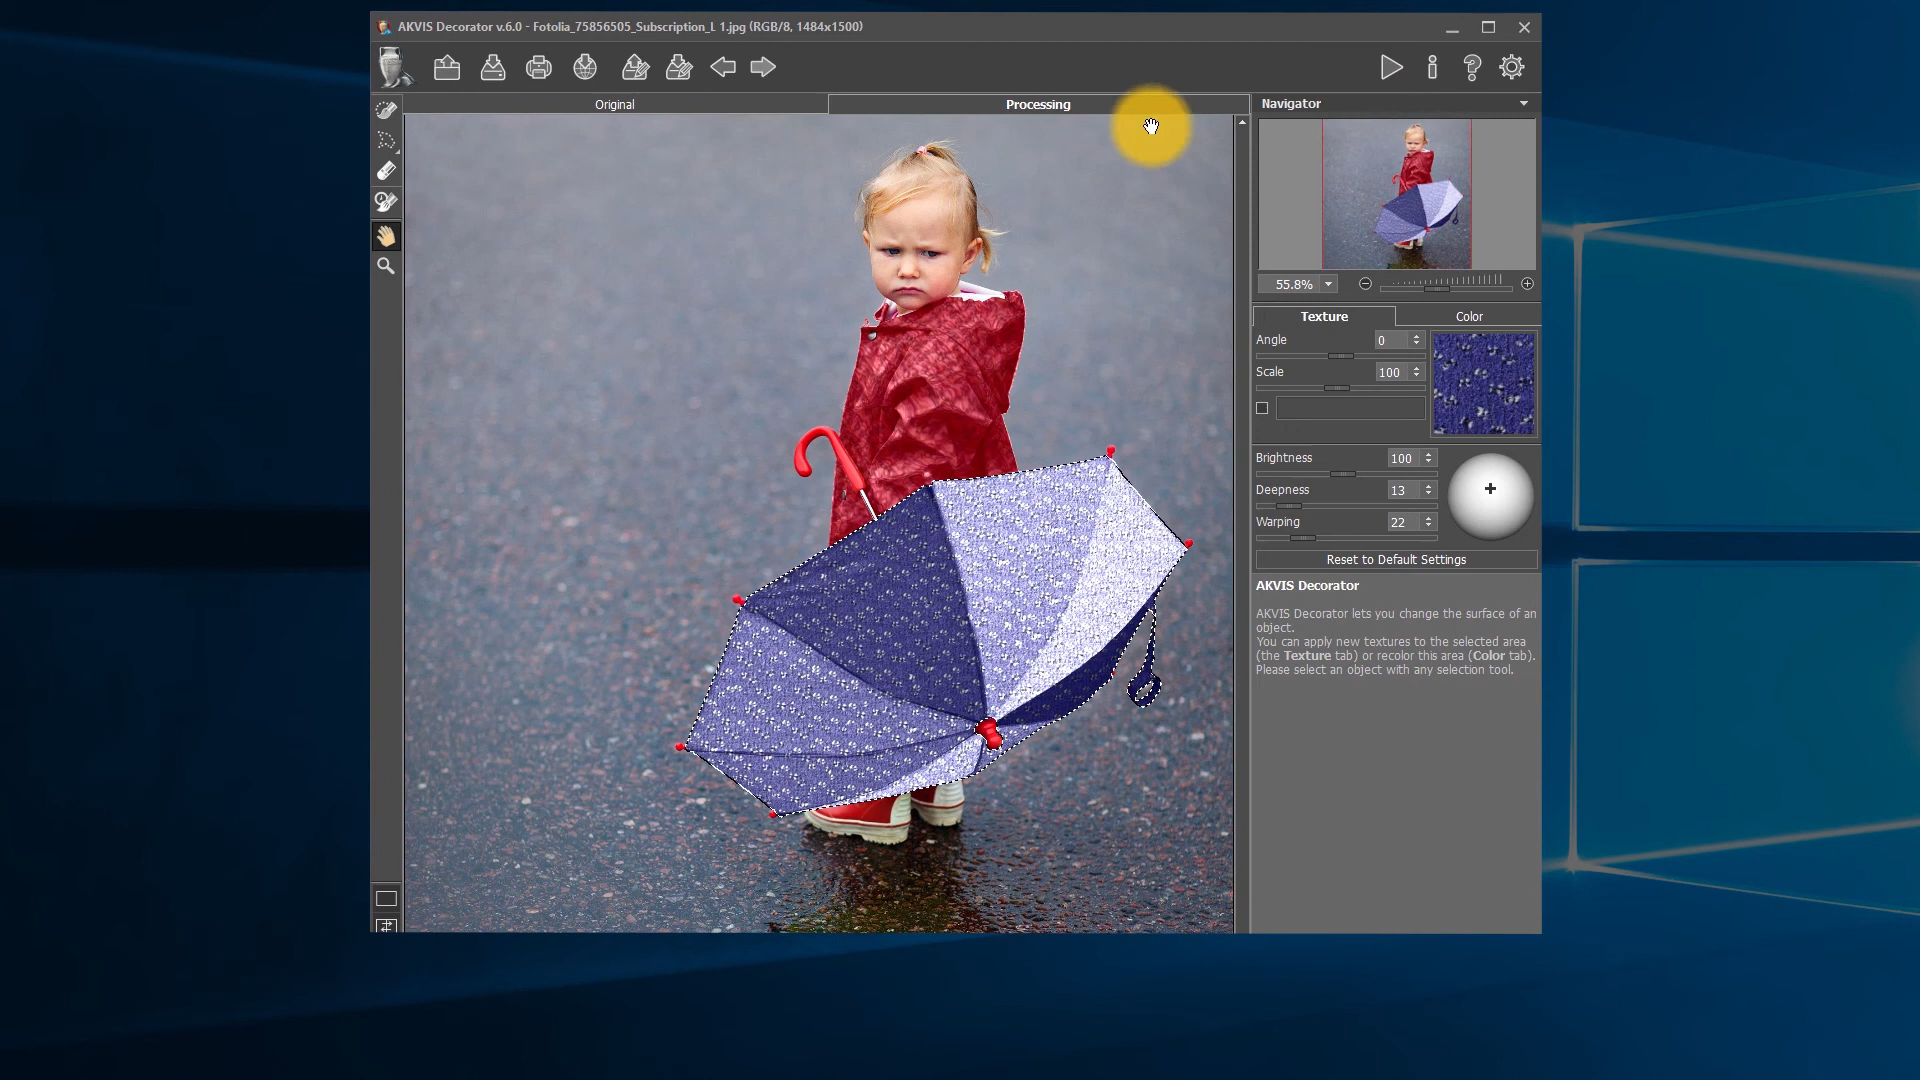 AKVIS Decorator v.6.0 - Fotolia_75856505_Subscription_L 1.jpg (RGB/8, 1484x1500)
Original
Processing
Navigator
55.8%
Texture
Color
Angle
0
Scale
100
Brightness
100
Deepness
13
Warping
22
Reset to Default Settings
AKVIS Decorator
AKVIS Decorator lets you change the surface of an
object.
You can apply new textures to the selected area
(the Texture tab) or recolor this area (Color tab).
Please select an object with any selection tool.